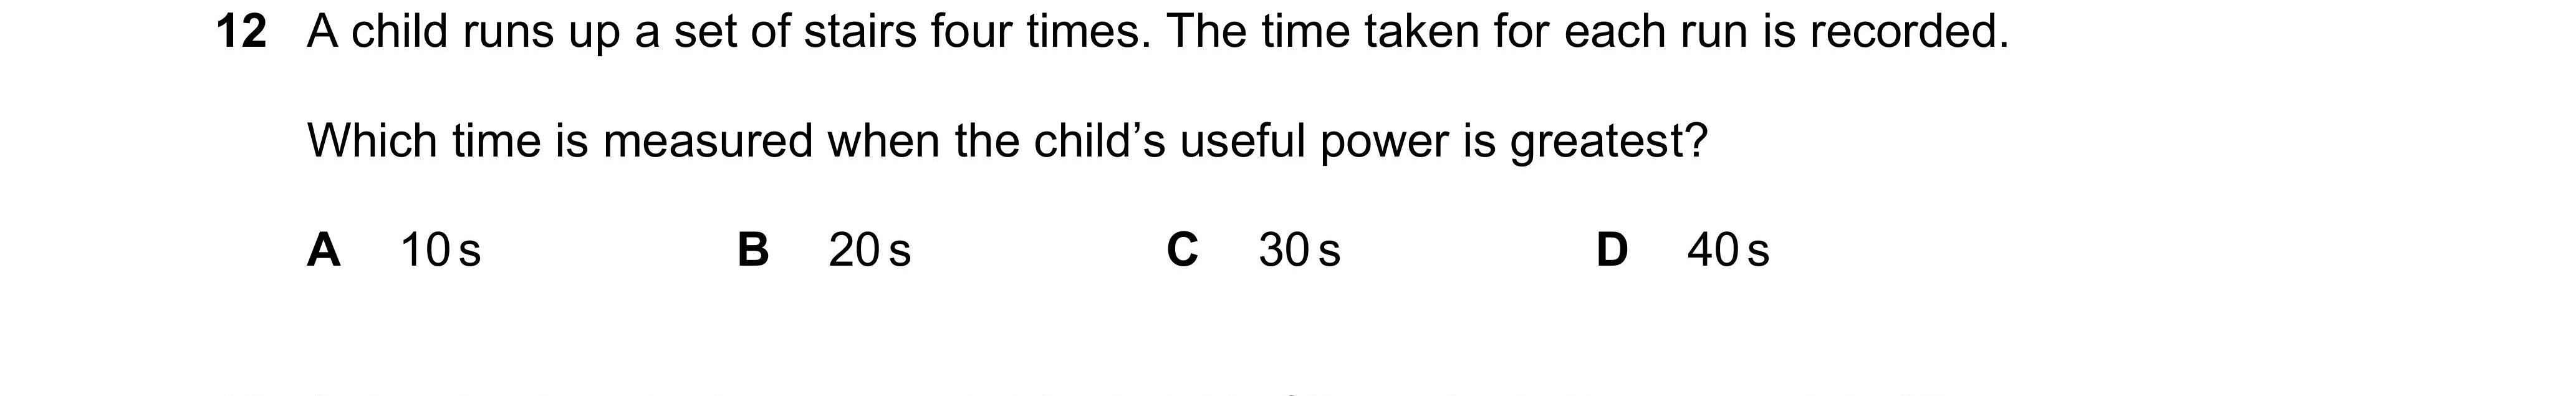 12 A child runs up a set of stairs four times. The time taken for each run is recorded.
Which time is measured when the child’s useful power is greatest?
A 10 s B 20 s C 30 s D 40 s